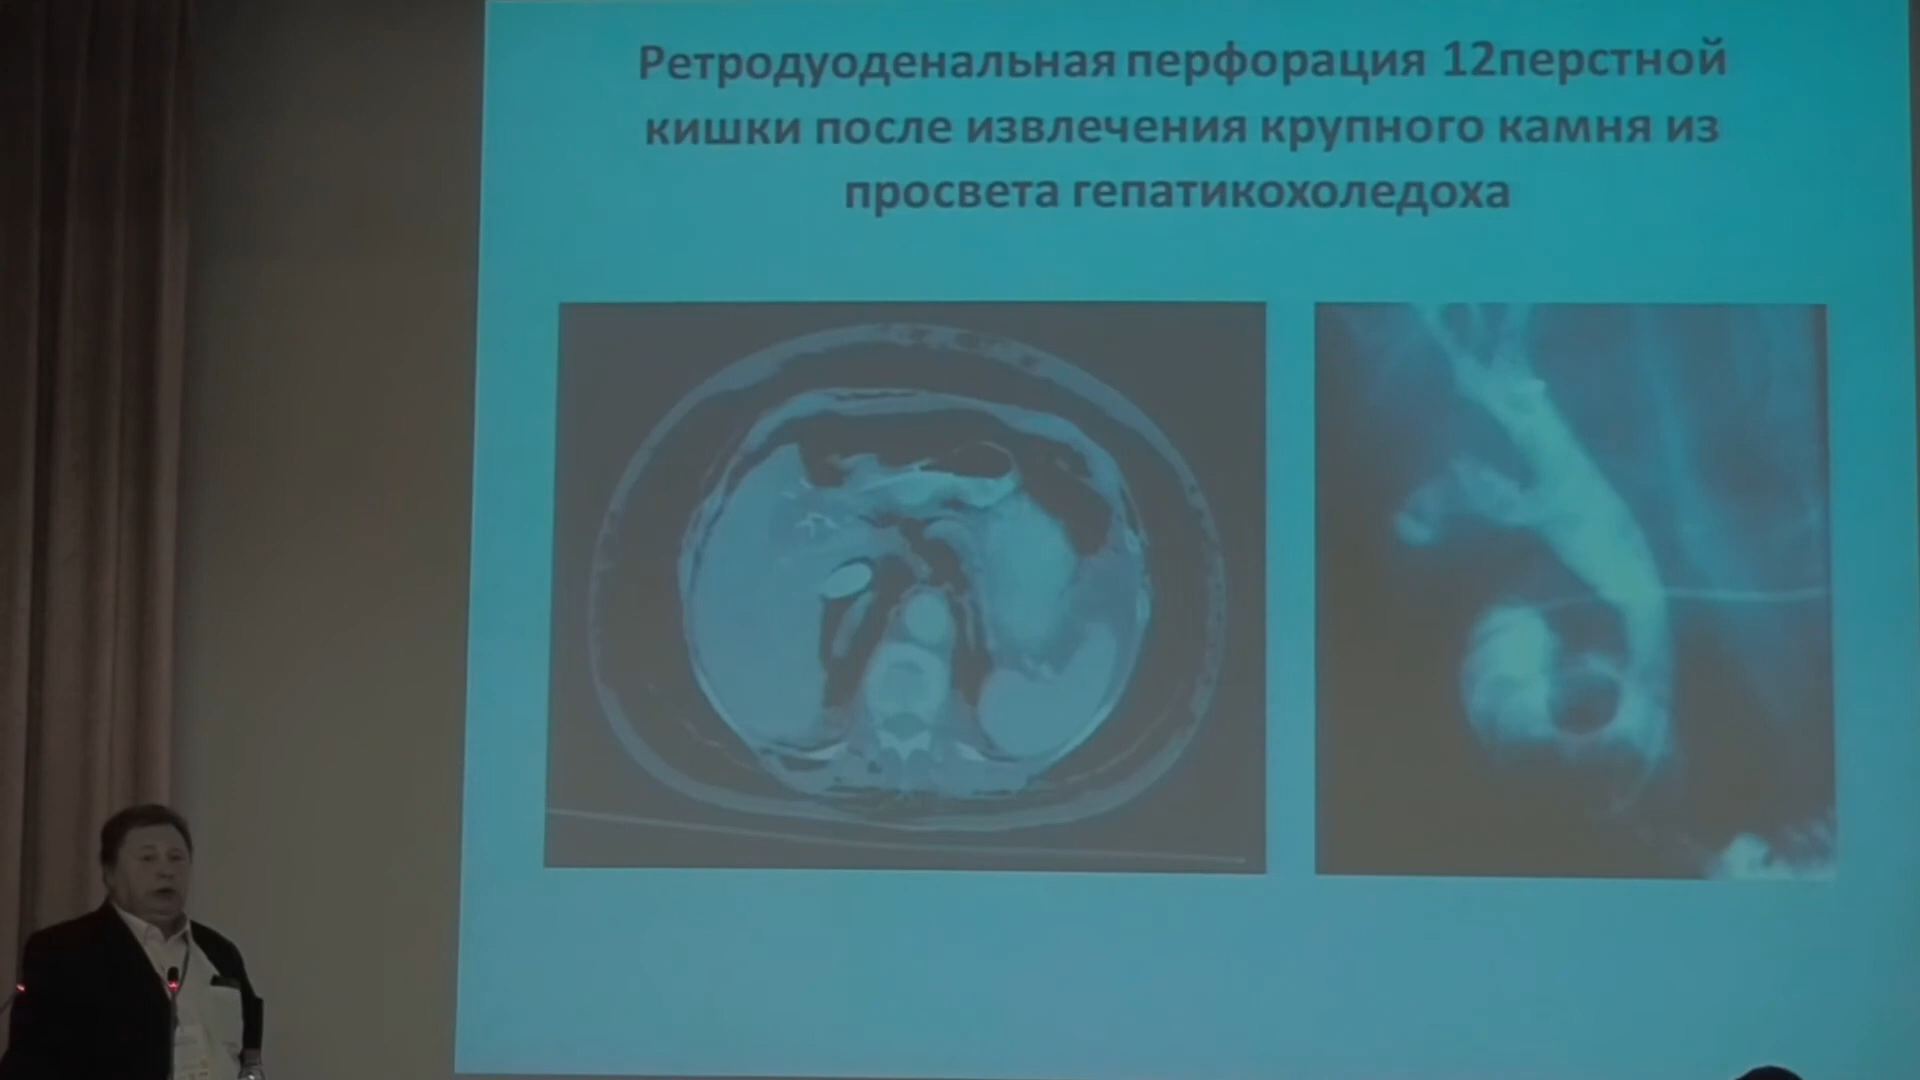 Ретродуоденальная перфорация 12перстной
кишки после извлечения крупного камня из
просвета гепатикохоледоха